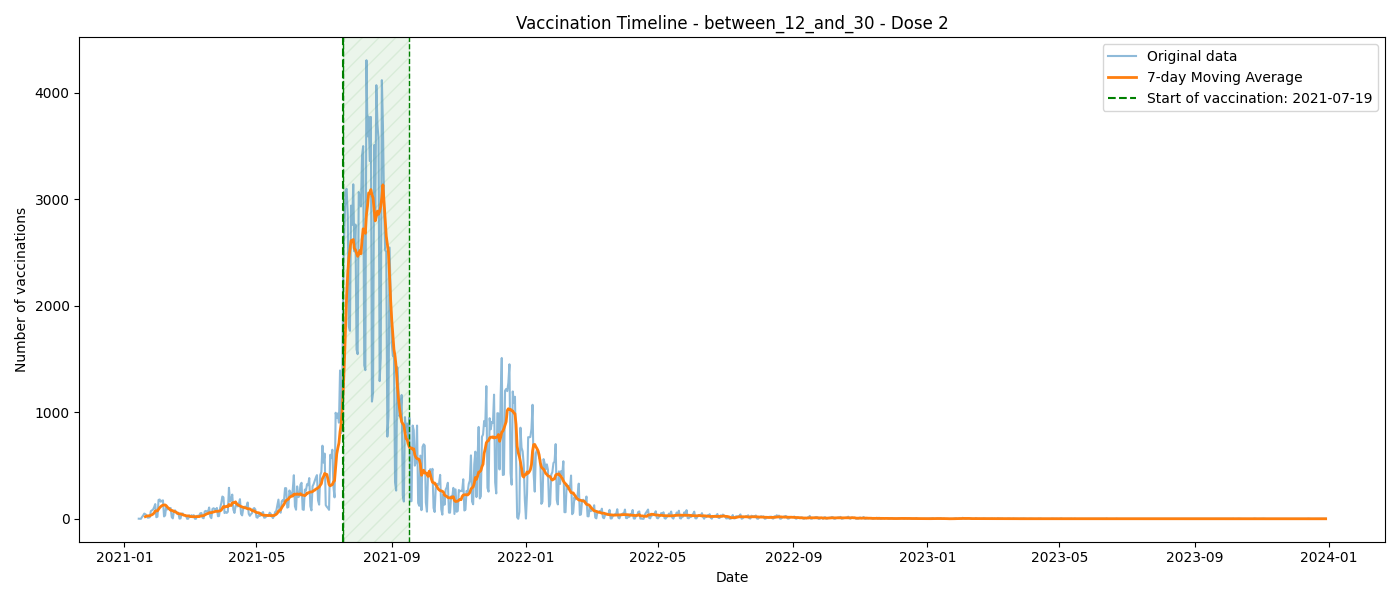 Vaccination Timeline - between_12_and_30 - Dose 2
Original data
7-day Moving Average
Start of vaccination: 2021-07-19
Number of vaccinations
4000
3000
2000
1000
0
2021-01
2021-05
2021-09
2022-01
2022-05
2022-09
2023-01
2023-05
2023-09
2024-01
Date